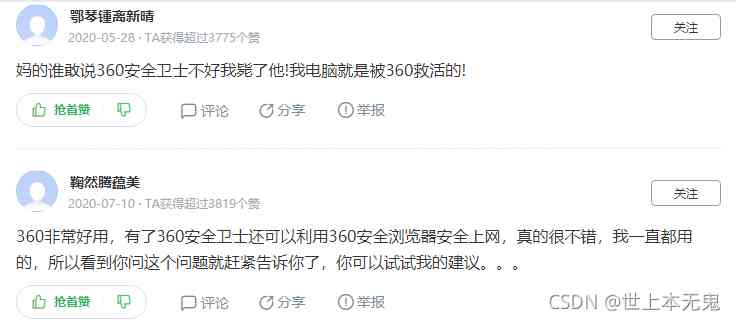 鄂琴锺离新晴
关注
2020-05-28 · TA获得超过3775个赞
妈的谁敢说360安全卫士不好我毙了他!我电脑就是被360救活的!
抢首赞 评论 分享 举报
鞠然腾蕴美
关注
2020-07-10 · TA获得超过3819个赞
360非常好用，有了360安全卫士还可以利用360安全浏览器安全上网，真的很不错，我一直都用
的，所以看到你问这个问题就赶紧告诉你了，你可以试试我的建议。。。
抢首赞 评论 分享 举报
CSDN @世上本无鬼